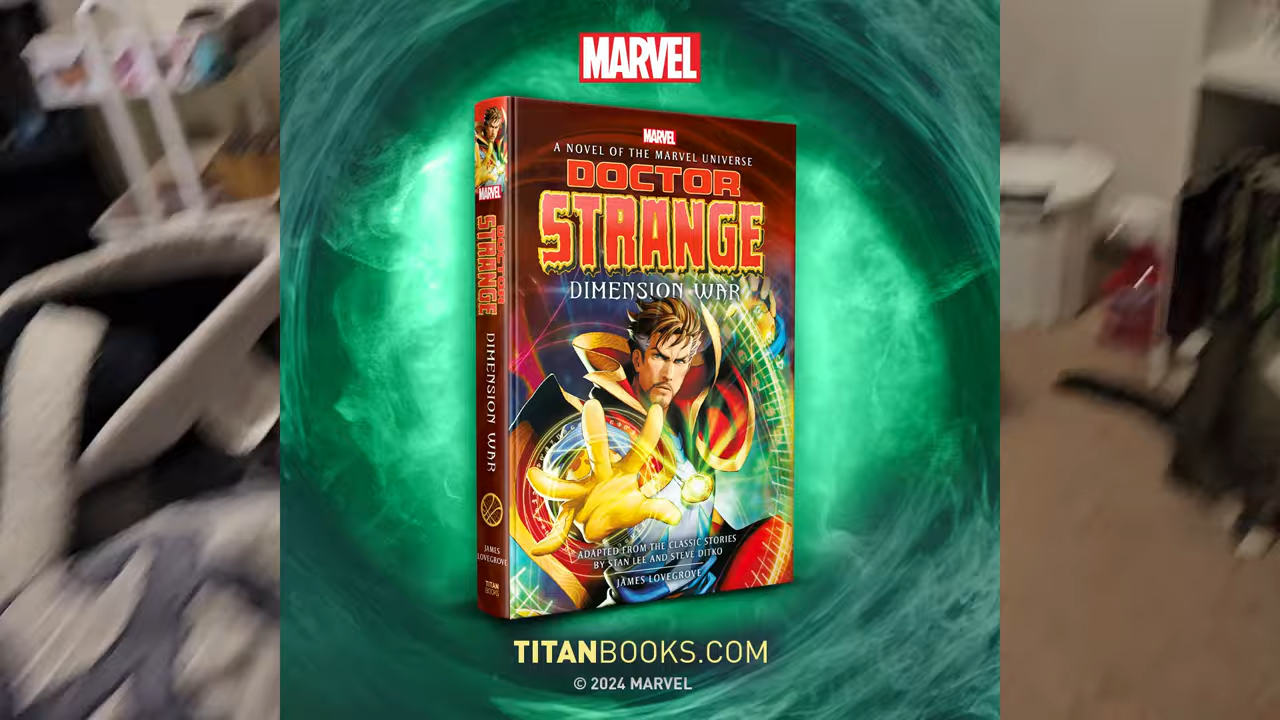 MARVEL
MARVEL
A NOVEL OF THE MARVEL UNIVERSE
DOCTOR
STRANGE
DIMENSION WAR
ADAPTED FROM THE CLASSIC STORIES
BY STAN LEE AND STEVE DITKO
JAMES LOVEGROVE
MARVEL
DOCTOR
STRANGE
DIMENSION WAR
JAMES
LOVEGROVE
TITAN
BOOKS
TITANBOOKS.COM
© 2024 MARVEL